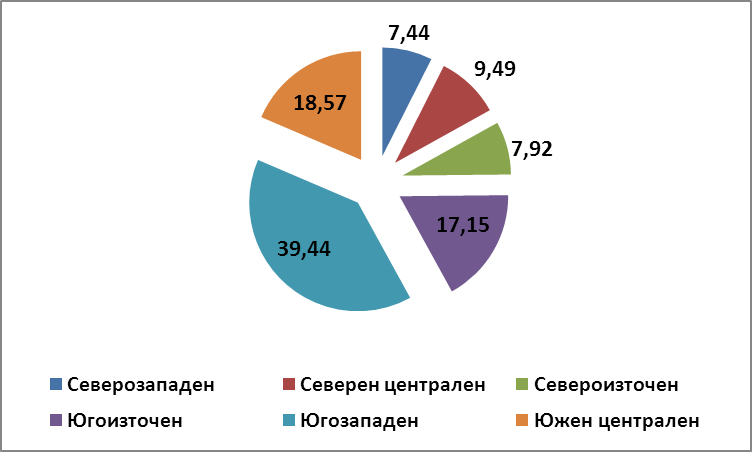 7,44
9,49
18,57
7,92
17,15
39,44
Северозападен
Северен централен
Североизточен
Югоизточен
Югозападен
Южен централен